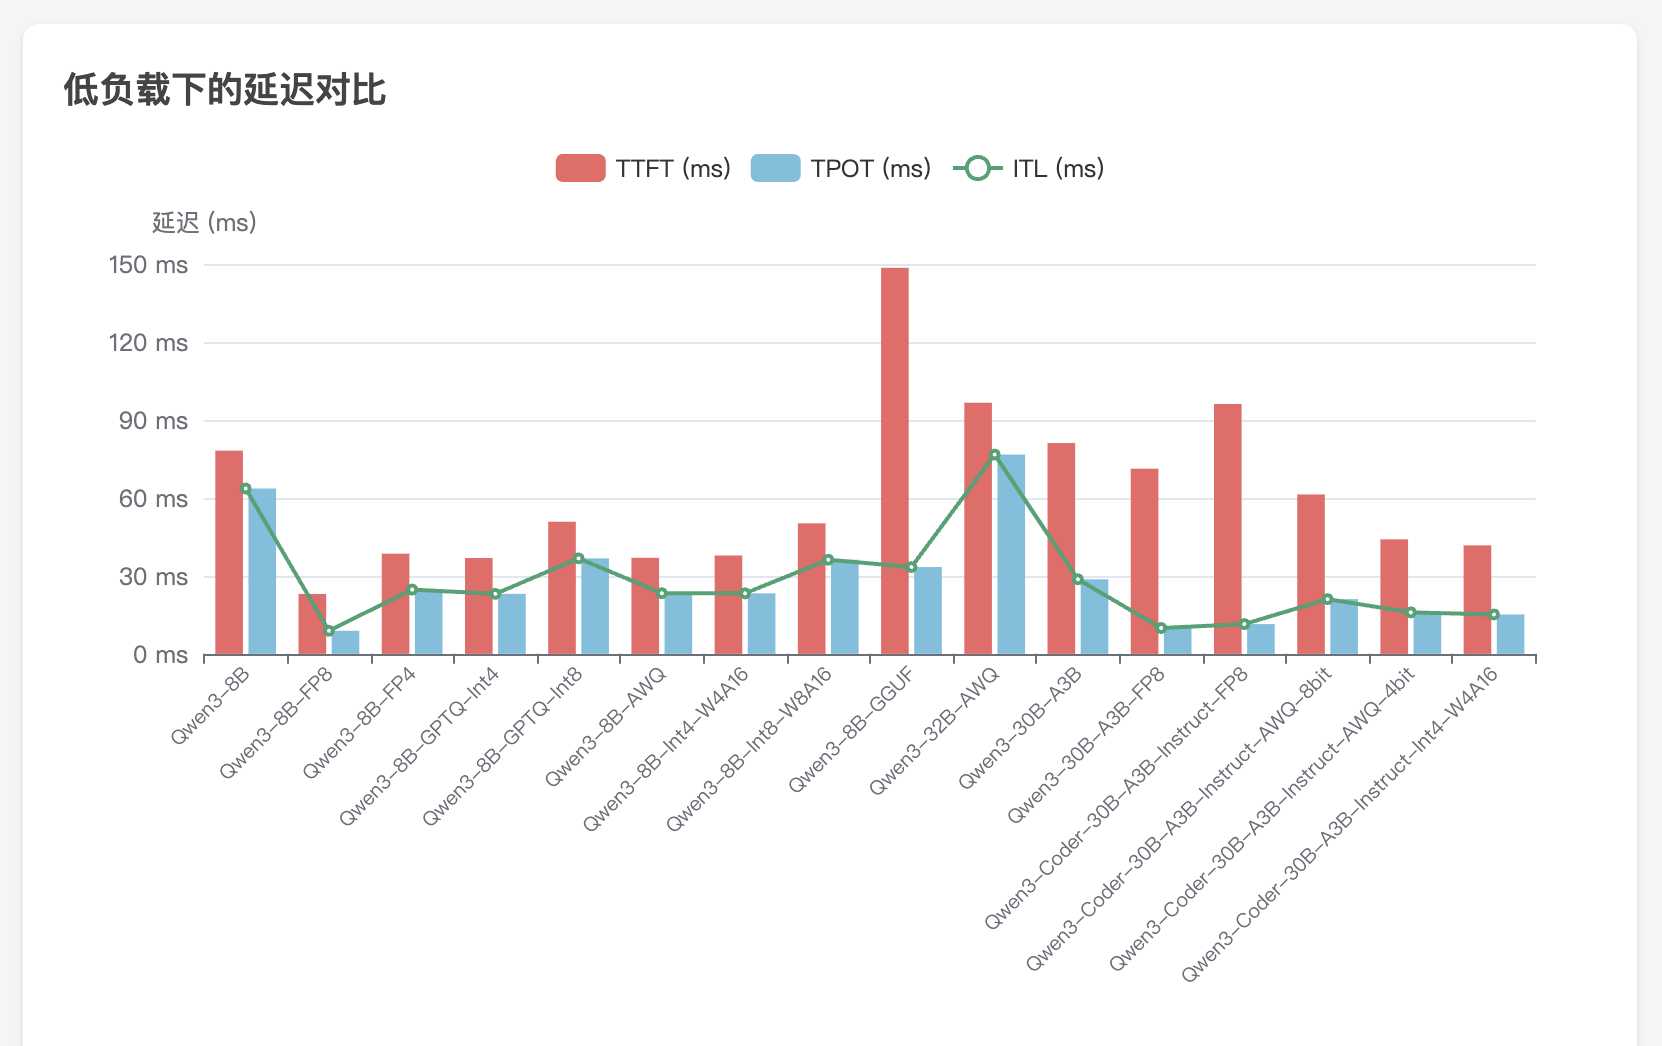 低负载下的延迟对比
TTFT (ms)
TPOT (ms)
ITL (ms)
延迟 (ms)
150 ms
120 ms
90 ms
60 ms
30 ms
0 ms
Qwen3-8B
Qwen3-8B-FP8
Qwen3-8B-FP4
Qwen3-8B-GPTQ-Int4
Qwen3-8B-GPTQ-Int8
Qwen3-8B-AWQ
Qwen3-8B-Int4-W4A16
Qwen3-8B-Int8-W8A16
Qwen3-8B-GGUF
Qwen3-32B-AWQ
Qwen3-30B-A3B
Qwen3-30B-A3B-FP8
Qwen3-Coder-30B-A3B-Instruct-FP8
Qwen3-Coder-30B-A3B-Instruct-AWQ-8bit
Qwen3-Coder-30B-A3B-Instruct-AWQ-4bit
Qwen3-Coder-30B-A3B-Instruct-Int4-W4A16